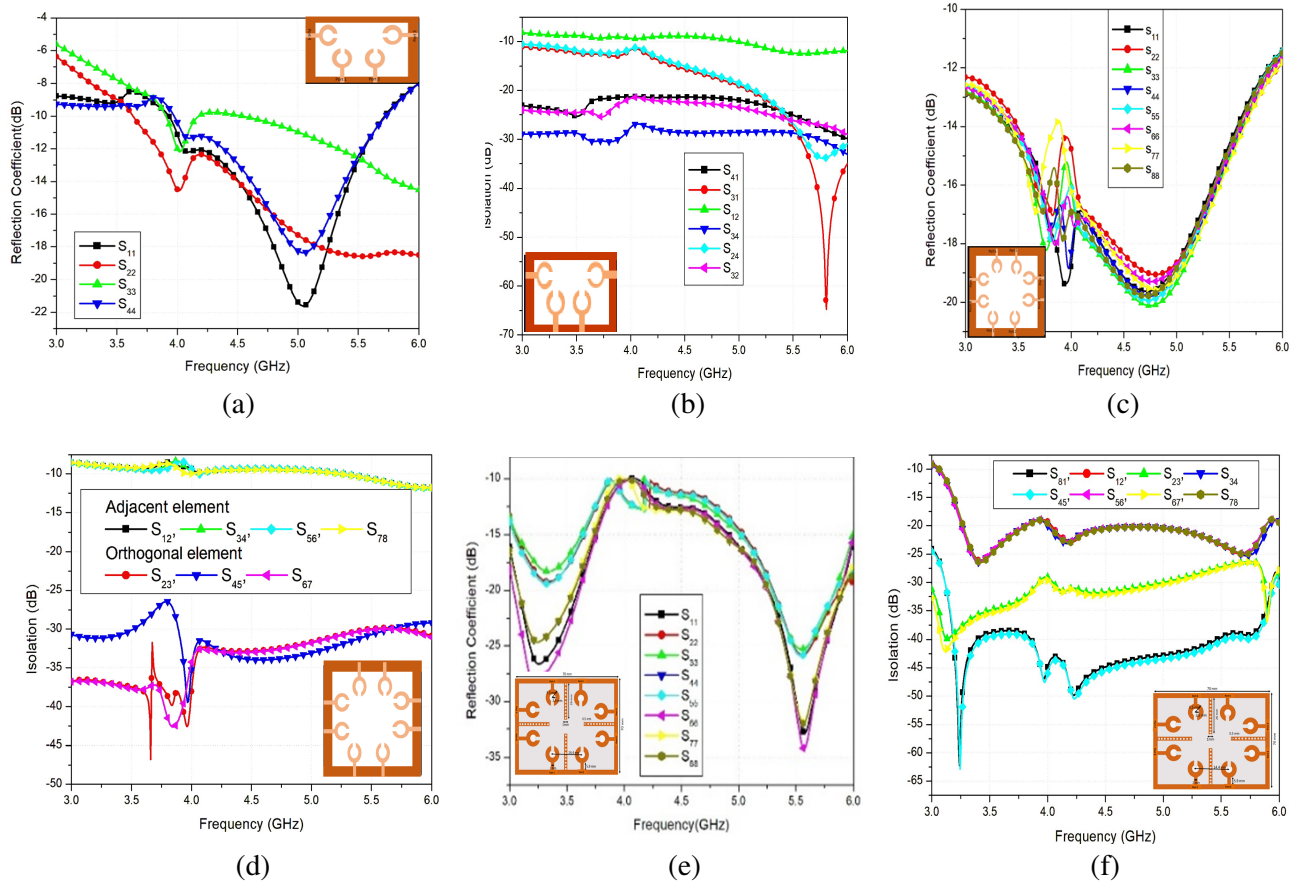 -4
-6
-8
-10
-12
-14
-16
-18
-20
-22
Reflection Coefficient(dB)
S11
S22
S33
S44
3.0 3.5 4.0 4.5 5.0 5.5 6.0
Frequency (GHz)
(a)
-10
-20
-30
-40
-50
-60
-70
Isolation (dB)
S41
S31
S12
S34
S24
S32
3.0 3.5 4.0 4.5 5.0 5.5 6.0
Frequency (GHz)
(b)
-10
-12
-14
-16
-18
-20
Reflection Coefficient (dB)
S11
S22
S33
S44
S55
S66
S77
S88
3.0 3.5 4.0 4.5 5.0 5.5 6.0
Frequency (GHz)
(c)
-10
-15
-20
-25
-30
-35
-40
-45
-50
Isolation (dB)
Adjacent element
S12, S34, S56, S78
Orthogonal element
S23, S45, S67
3.0 3.5 4.0 4.5 5.0 5.5 6.0
Frequency (GHz)
(d)
-10
-15
-20
-25
-30
-35
Reflection Coefficient (dB)
S11
S22
S33
S44
S55
S66
S77
S88
3.0 3.5 4.0 4.5 5.0 5.5 6.0
Frequency(GHz)
(e)
-10
-15
-20
-25
-30
-35
-40
-45
-50
-55
-60
-65
Isolation (dB)
S81, S12, S23, S34
S45, S56, S67, S78
70 mm
3.0 3.5 4.0 4.5 5.0 5.5 6.0
Frequency (GHz)
(f)